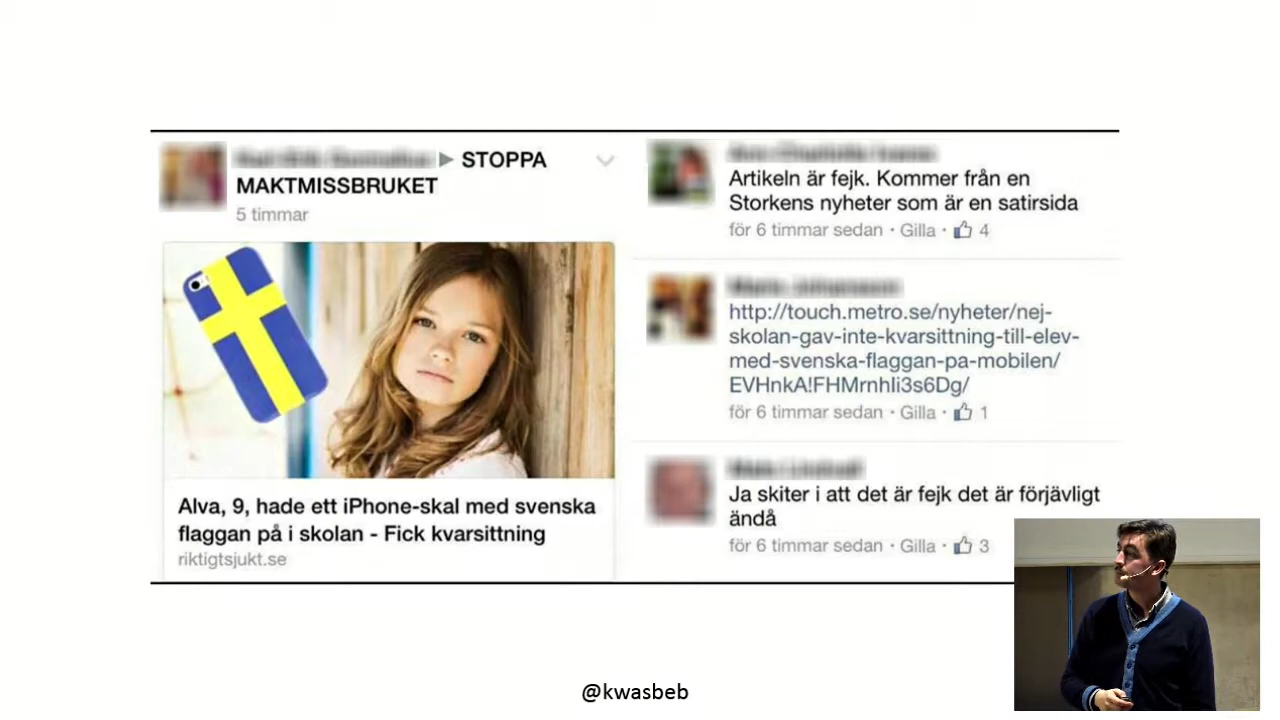 STOPPA
MAKTMISSBRUKET
5 timmar
Alva, 9, hade ett iPhone-skal med svenska
flaggan på i skolan - Fick kvarsittning
riktigtsjukt.se
Artikeln är fejk. Kommer från en
Storkens nyheter som är en satirsida
för 6 timmar sedan · Gilla · 4
http://touch.metro.se/nyheter/nej-
skolan-gav-inte-kvarsittning-till-elev-
med-svenska-flaggan-pa-mobilen/
EVHnkA!FHMrnhli3s6Dg/
för 6 timmar sedan · Gilla · 1
Ja skiter i att det är fejk det är förjävligt
ändå
för 6 timmar sedan · Gilla · 3
@kwasbeb